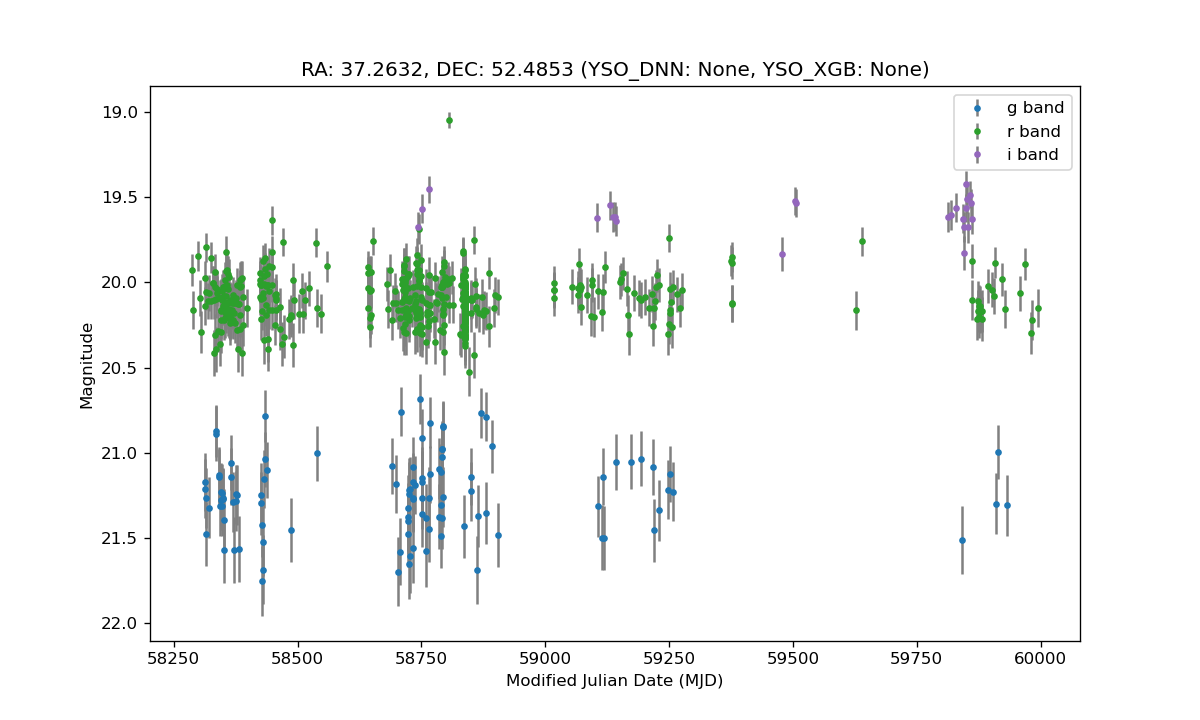 RA: 37.2632, DEC: 52.4853 (YSO_DNN: None, YSO_XGB: None)
g band
r band
i band
19.0
19.5
20.0
20.5
21.0
21.5
22.0
Magnitude
58250 58500 58750 59000 59250 59500 59750 60000
Modified Julian Date (MJD)